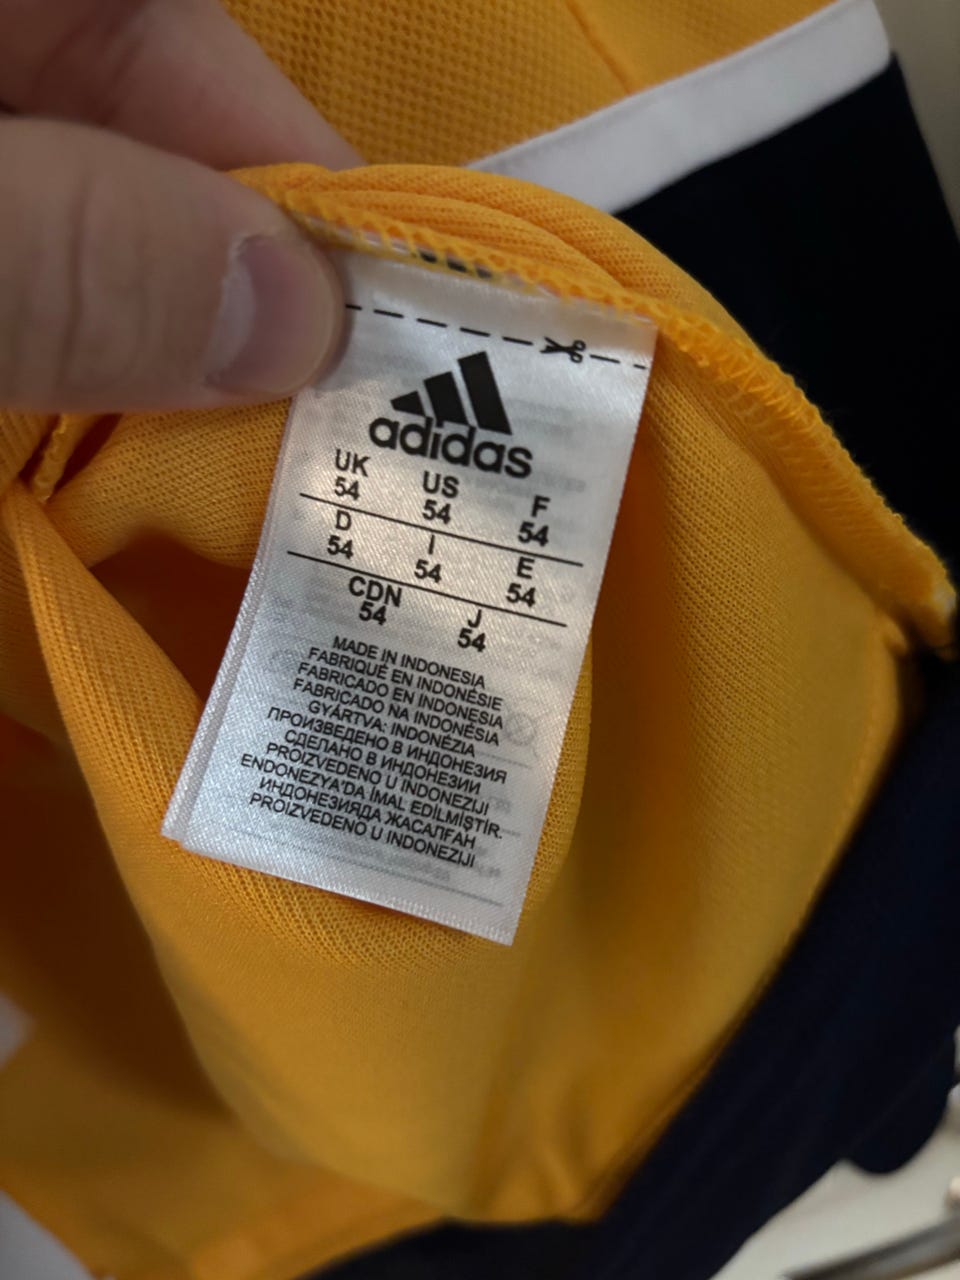 adidas
UK US F
54 54 54
D I E
54 54 54
CDN J
54 54
MADE IN INDONESIA
FABRIQUÉ EN INDONÉSIE
FABRICADO EN INDONESIA
FABRICADO NA INDONÉSIA
GYÁRTVA: INDONÉZIA
ПРОИЗВЕДЕНО В ИНДОНЕЗИЯ
СДЕЛАНО В ИНДОНЕЗИИ
PROIZVEDENO U INDONEZIJI
ENDONEZYA'DA İMAL EDİLMİŞTİR.
ИНДОНЕЗИЯДА ЖАСАЛҒАН
PROIZVEDENO U INDONEZIJI